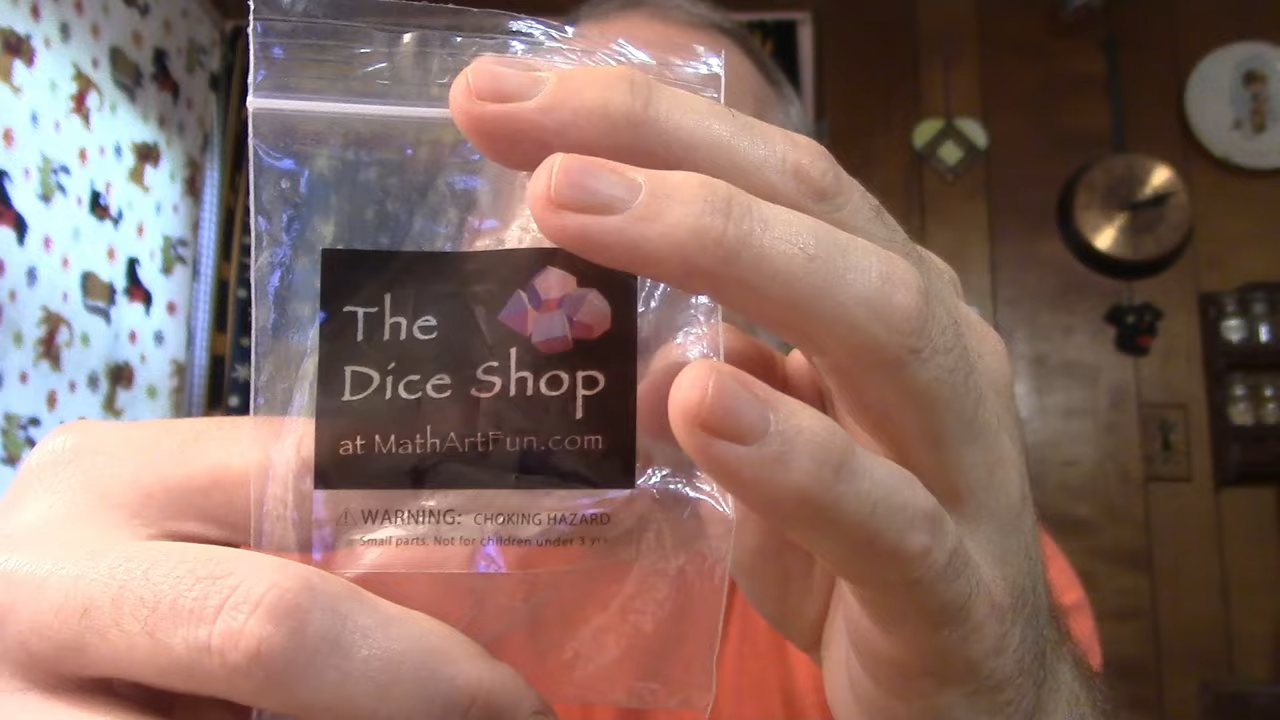 The
Dice Shop
at MathArtFun.com
⚠ WARNING: CHOKING HAZARD
Small parts. Not for children under 3